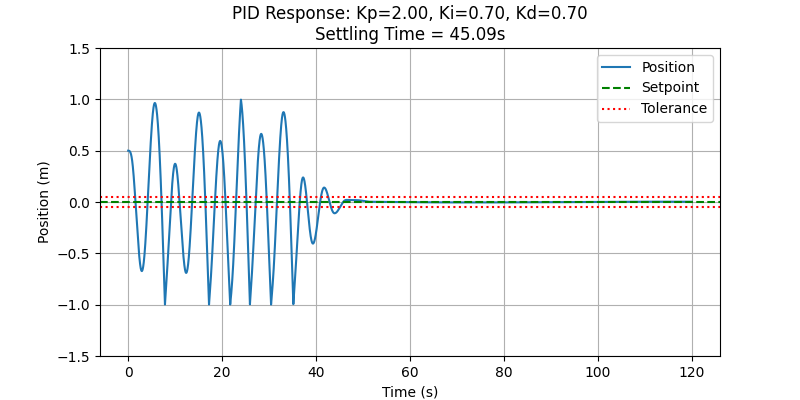 PID Response: Kp=2.00, Ki=0.70, Kd=0.70
Settling Time = 45.09s
1.5
1.0
0.5
0.0
−0.5
−1.0
−1.5
Position (m)
Position
Setpoint
Tolerance
0 20 40 60 80 100 120
Time (s)